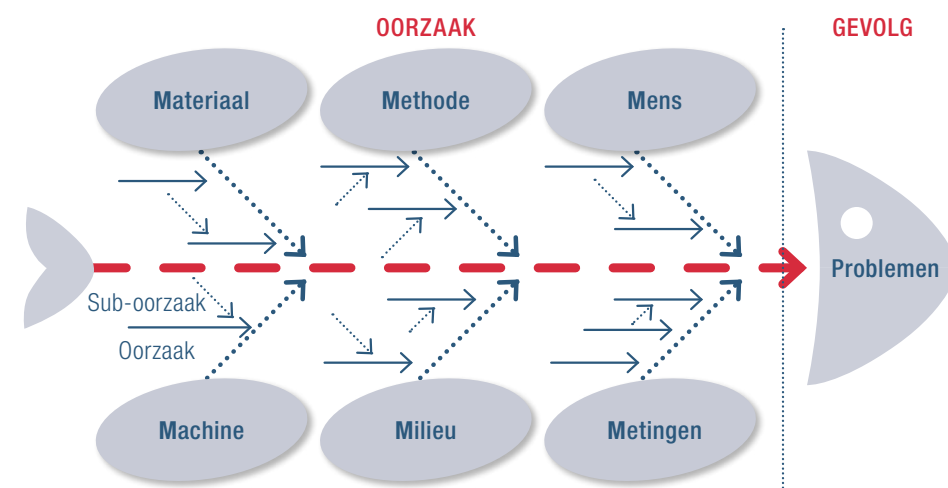 OORZAAK
GEVOLG
Materiaal
Methode
Mens
Problemen
Sub-oorzaak
Oorzaak
Machine
Milieu
Metingen